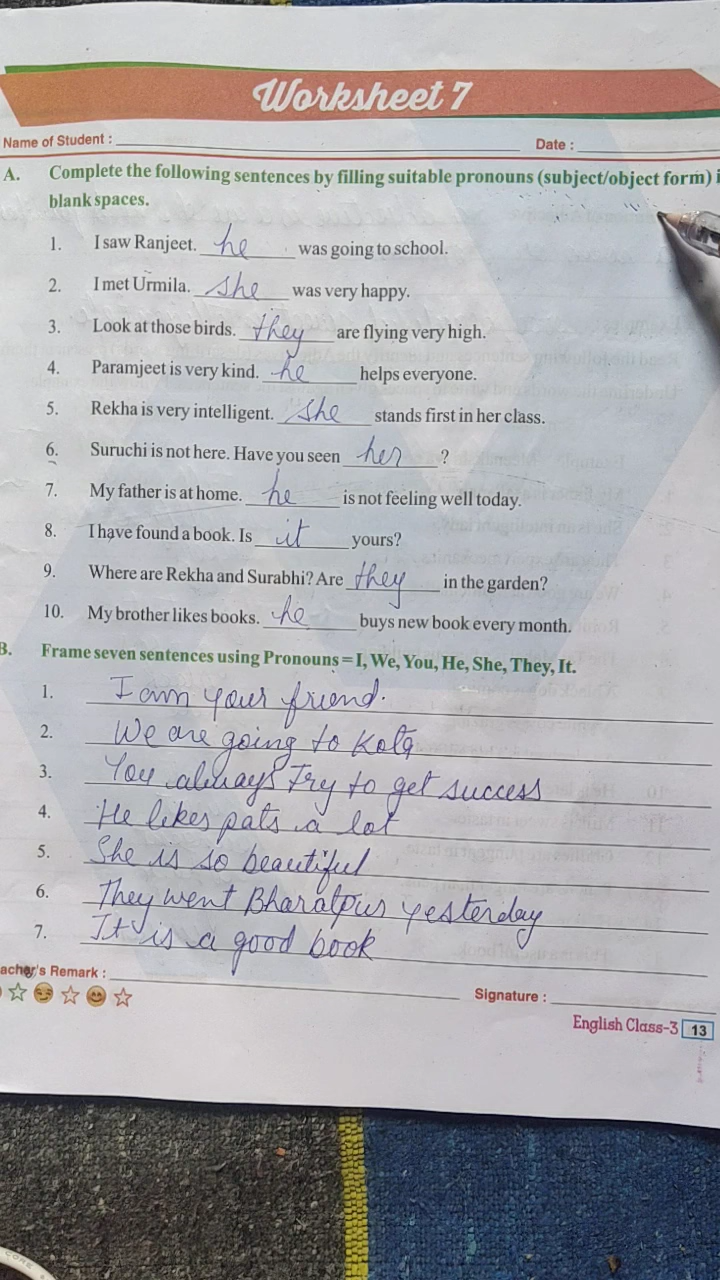 Worksheet 7
Name of Student : Date :
A. Complete the following sentences by filling suitable pronouns (subject/object form) i
blank spaces.
1. I saw Ranjeet. he was going to school.
2. I met Urmila. she was very happy.
3. Look at those birds. they are flying very high.
4. Paramjeet is very kind. he helps everyone.
5. Rekha is very intelligent. she stands first in her class.
6. Suruchi is not here. Have you seen her ?
7. My father is at home. he is not feeling well today.
8. I have found a book. Is it yours?
9. Where are Rekha and Surabhi? Are they in the garden?
10. My brother likes books. he buys new book every month.
B. Frame seven sentences using Pronouns = I, We, You, He, She, They, It.
1. I am your friend.
2. We are going to Kota
3. You always Try to get success
4. He likes pats a lot
5. She is so beautiful
6. They went Bharatpur yesterday
7. It is a good book
acher's Remark :
Signature :
English Class-3 13